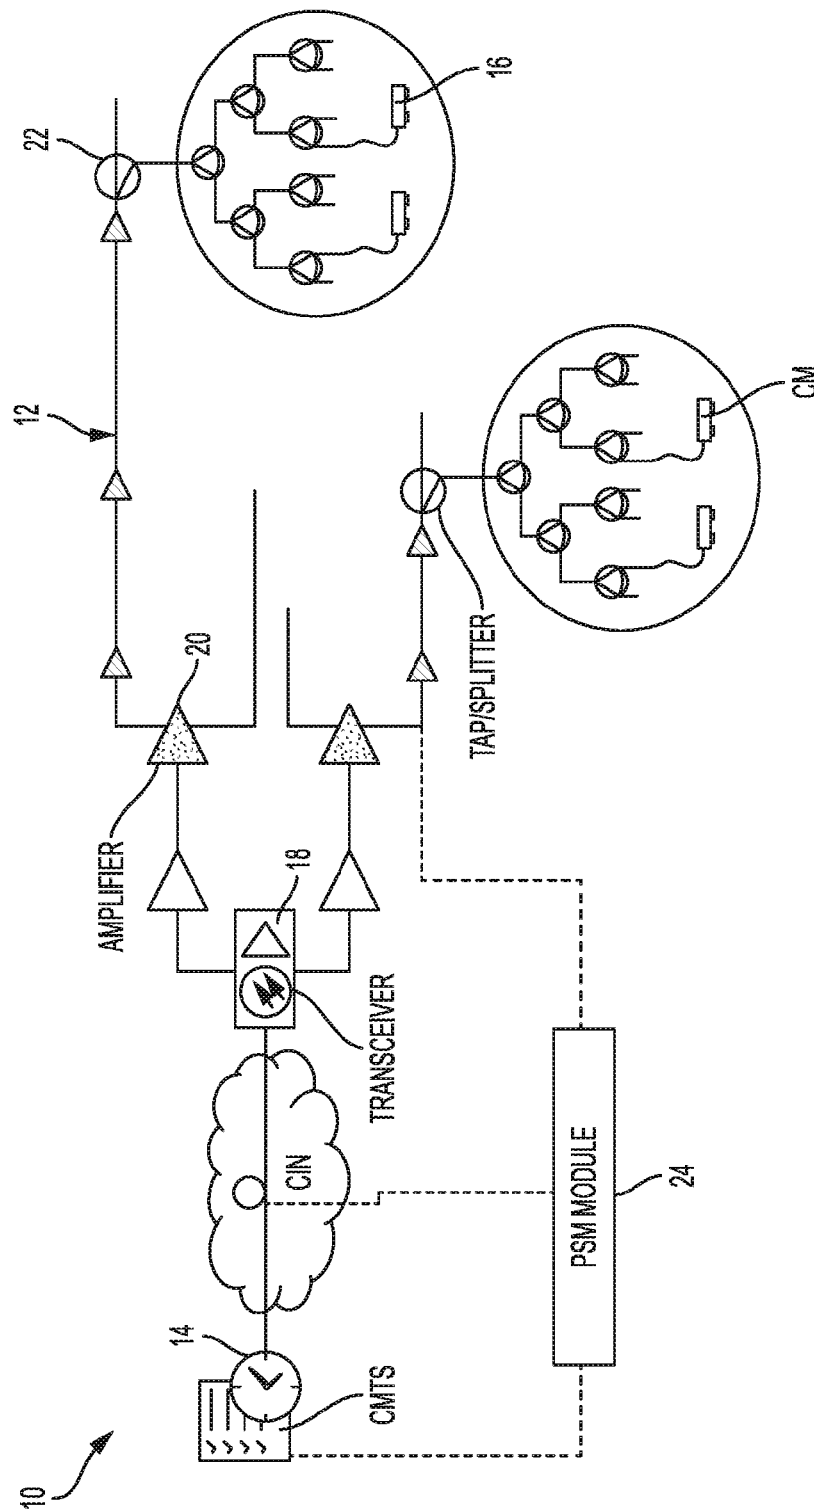 10
14
CMTS
CIN
TRANSCEIVER
18
AMPLIFIER
20
12
22
16
TAP/SPLITTER
CM
PSM MODULE
24